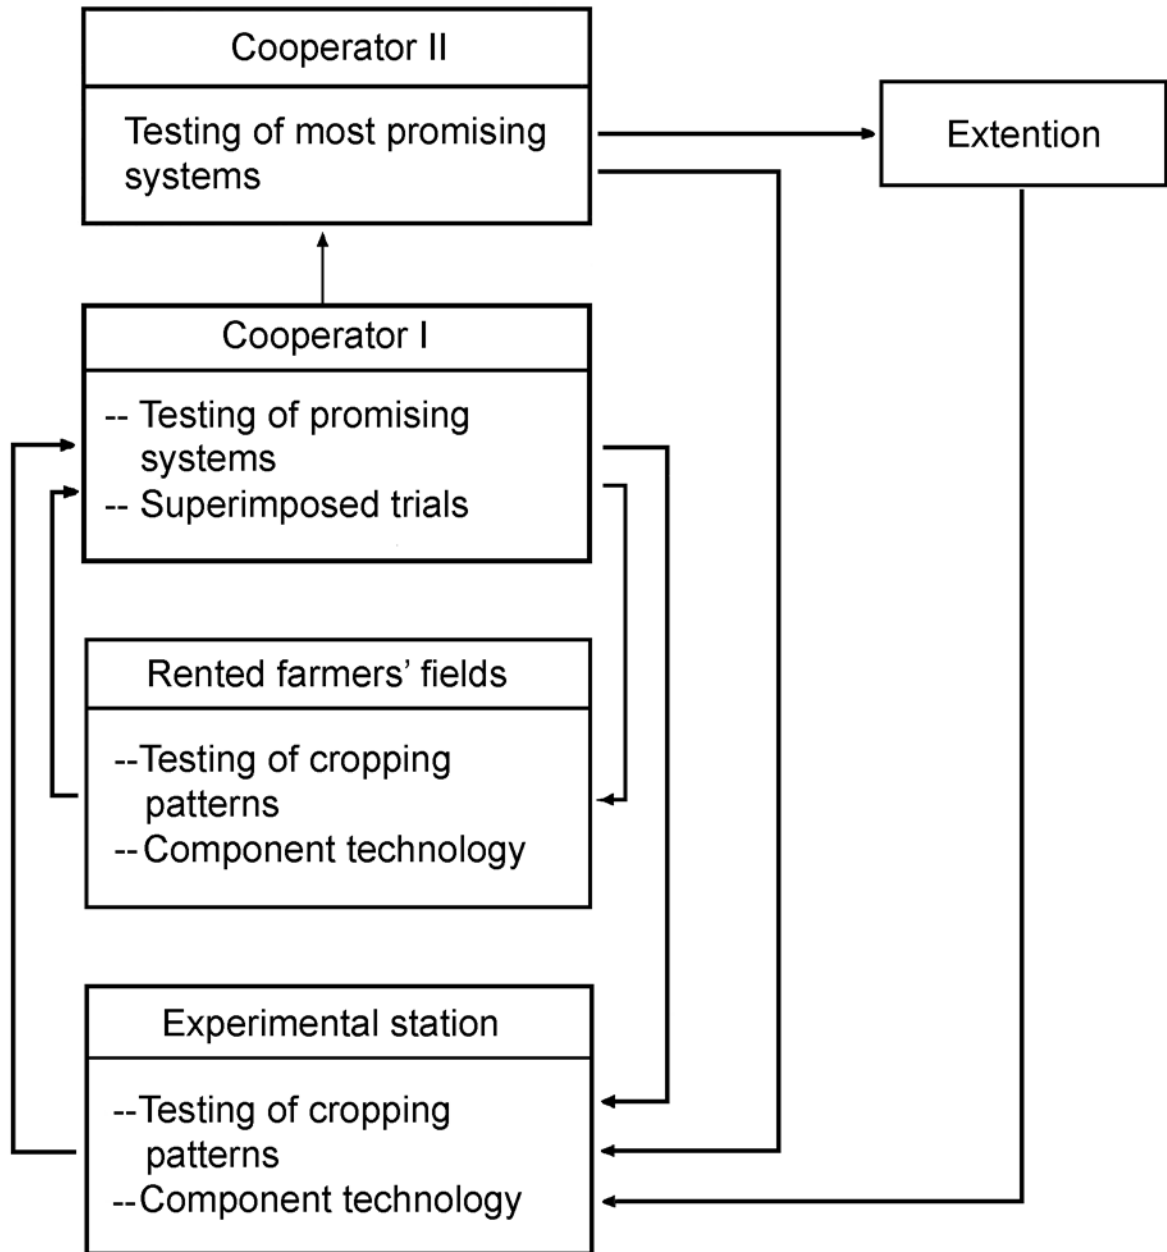 Cooperator II
Testing of most promising
systems
Extention
Cooperator I
-- Testing of promising
systems
-- Superimposed trials
Rented farmers’ fields
--Testing of cropping
patterns
--Component technology
Experimental station
--Testing of cropping
patterns
--Component technology